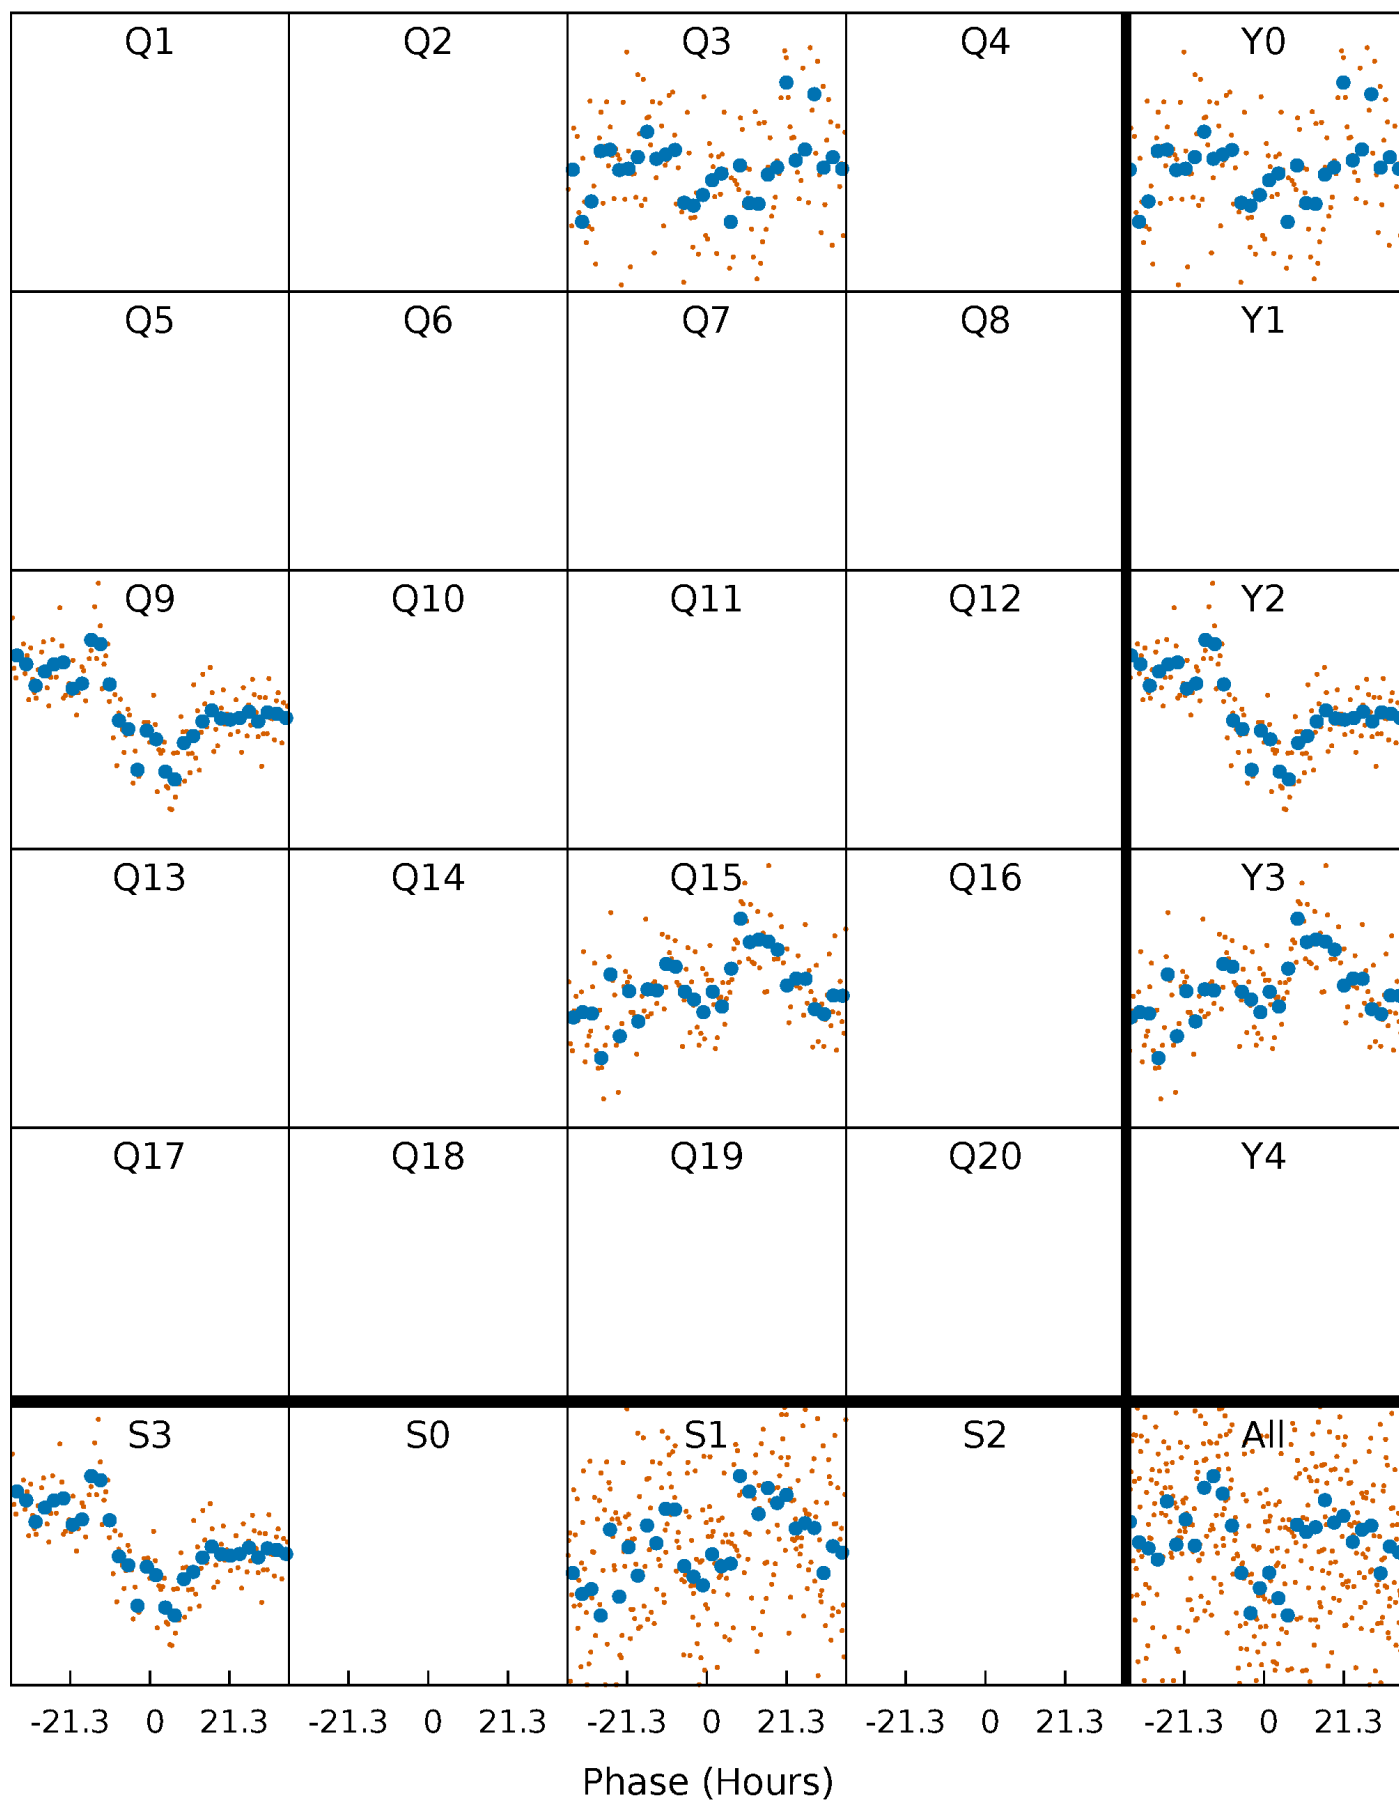 Q1 Q2 Q3 Q4 Y0
Q5 Q6 Q7 Q8 Y1
Q9 Q10 Q11 Q12 Y2
Q13 Q14 Q15 Q16 Y3
Q17 Q18 Q19 Q20 Y4
S3 S0 S1 S2 All
-21.3 0 21.3 -21.3 0 21.3 -21.3 0 21.3 -21.3 0 21.3 -21.3 0 21.3
Phase (Hours)